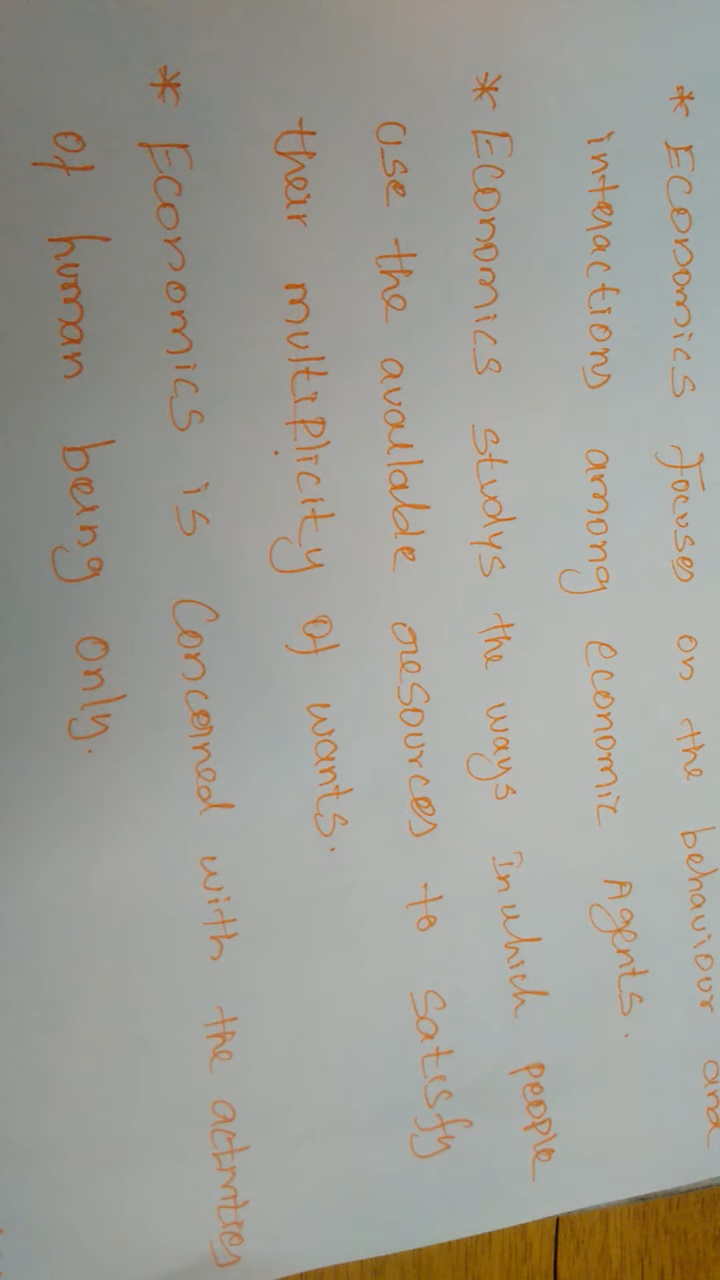 * Economics focuses on the behaviour and
interactions among economic Agents.
* Economics studys the ways in which people
use the available resources to satisfy
their multiplicity of wants.
* Economics is Concerned with the activities
of human being only.